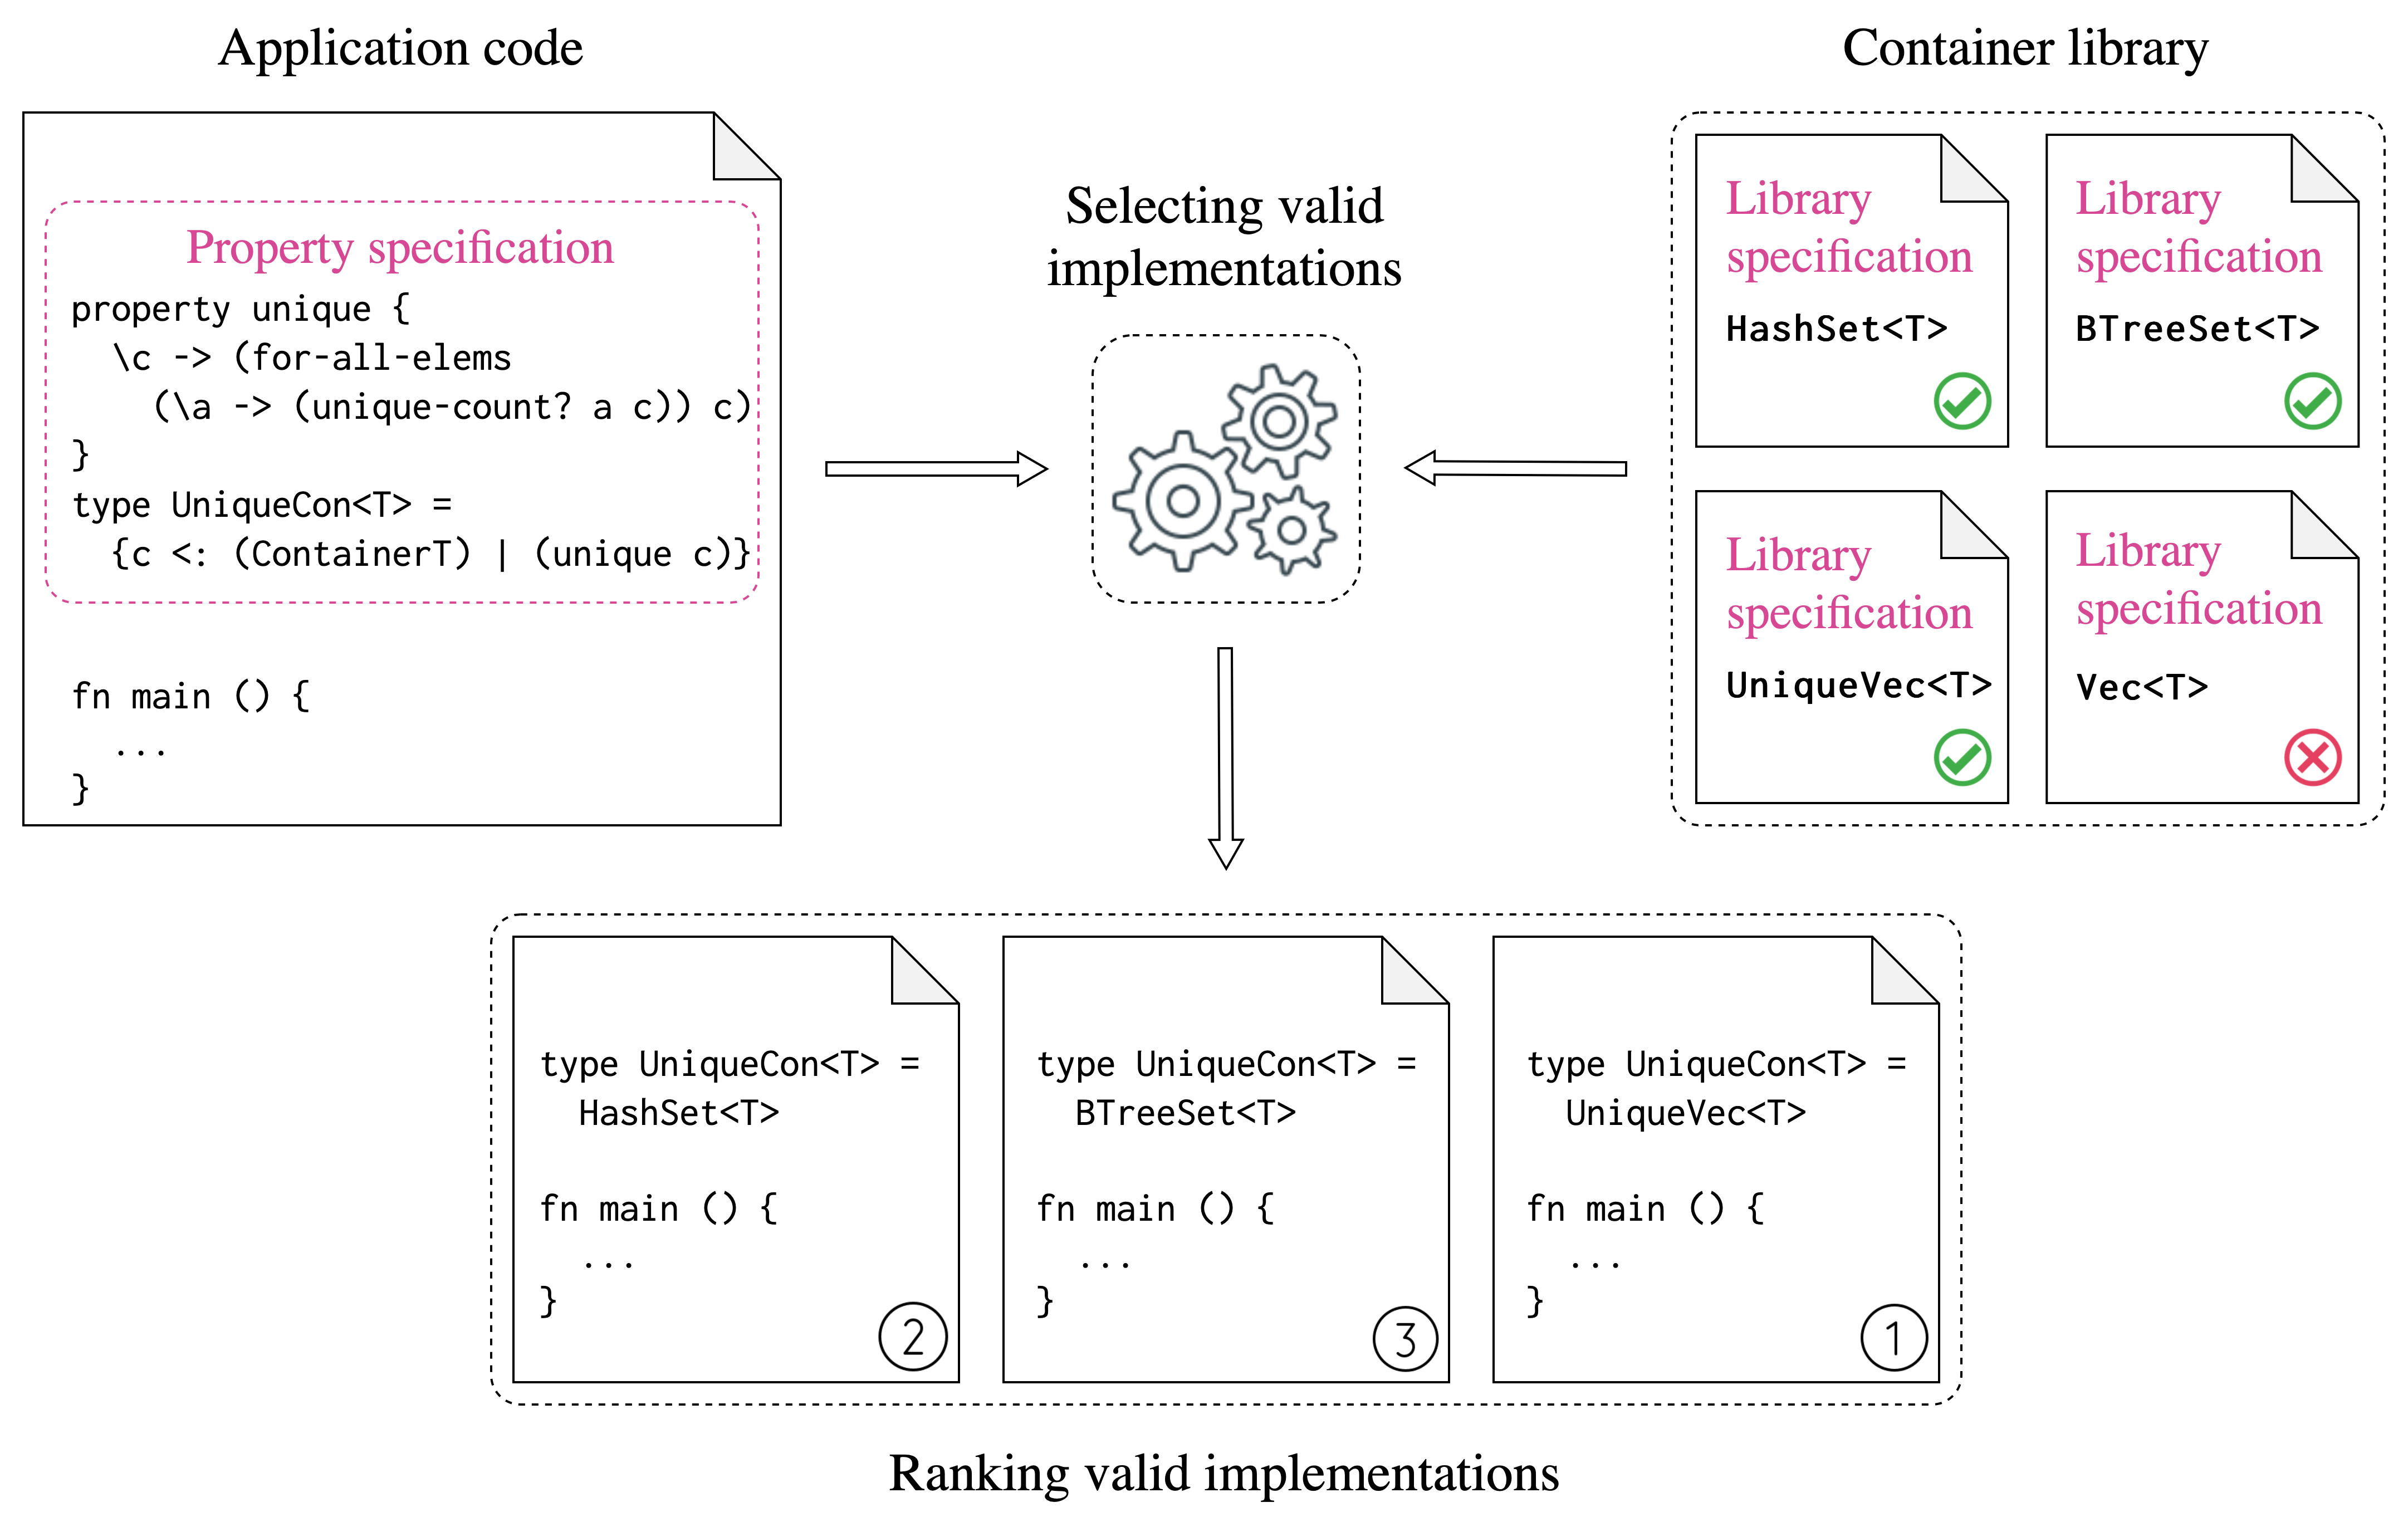 Application code
Property specification
property unique {
\c -> (for-all-elems
(\a -> (unique-count? a c)) c)
}
type UniqueCon<T> =
{c <: (ContainerT) | (unique c)}
fn main () {
...
}
Selecting valid
implementations
Container library
Library
specification
HashSet<T>
Library
specification
BTreeSet<T>
Library
specification
UniqueVec<T>
Library
specification
Vec<T>
type UniqueCon<T> =
HashSet<T>
fn main () {
...
}
2
type UniqueCon<T> =
BTreeSet<T>
fn main () {
...
}
3
type UniqueCon<T> =
UniqueVec<T>
fn main () {
...
}
1
Ranking valid implementations